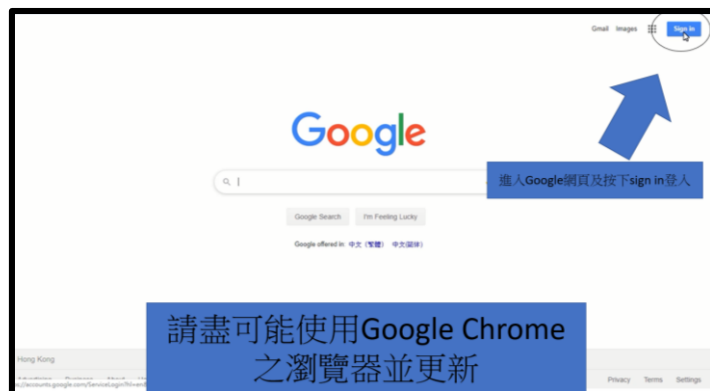 Gmail Images Sign in
Google
進入Google網頁及按下sign in登入
Google Search I'm Feeling Lucky
Google offered in: 中文（繁體） 中文(简体)
請盡可能使用Google Chrome
之瀏覽器並更新
Hong Kong
Privacy Terms Settings